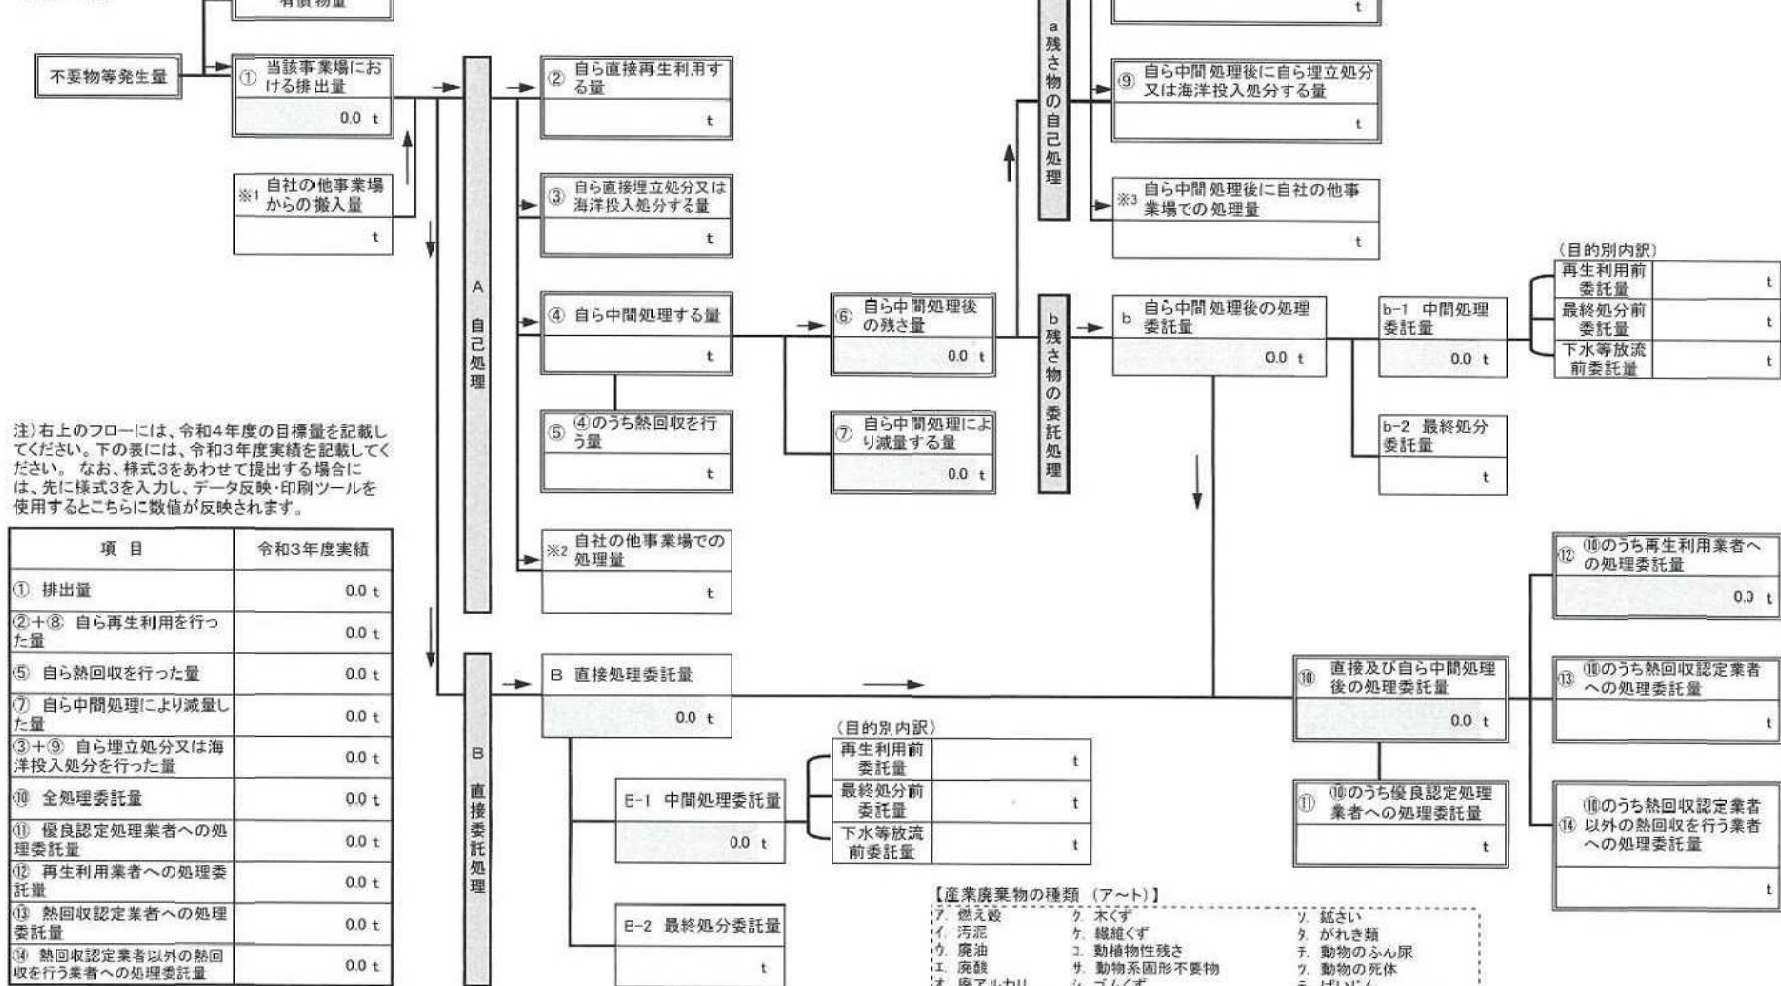 有償物量
t
不要物等発生量
① 当該事業場にお
ける排出量
0.0 t
※1 自社の他事業場
からの搬入量
t
A
自己処理
② 自ら直接再生利用す
る量
t
③ 自ら直接埋立処分又は
海洋投入処分する量
t
④ 自ら中間処理する量
t
⑤ ④のうち熱回収を行
う量
t
※2 自社の他事業場での
処理量
t
⑥ 自ら中間処理後
の残さ量
0.0 t
⑦ 自ら中間処理によ
り減量する量
0.0 t
a
残さ物の自己処理
⑨ 自ら中間処理後に自ら埋立処分
又は海洋投入処分する量
t
※3 自ら中間処理後に自社の他事
業場での処理量
t
b
残さ物の委託処理
b 自ら中間処理後の処理
委託量
0.0 t
b-1 中間処理
委託量
0.0 t
b-2 最終処分
委託量
t
(目的別内訳)
再生利用前
委託量
t
最終処分前
委託量
t
下水等放流
前委託量
t
注)右上のフローには、令和4年度の目標量を記載し
てください。下の表には、令和3年度実績を記載してく
ださい。 なお、様式3をあわせて提出する場合に
は、先に様式3を入力し、データ反映・印刷ツールを
使用するとこちらに数値が反映されます。
項 目 令和3年度実績
① 排出量 0.0 t
②+⑧ 自ら再生利用を行っ
た量 0.0 t
⑤ 自ら熱回収を行った量 0.0 t
⑦ 自ら中間処理により減量し
た量 0.0 t
③+⑨ 自ら埋立処分又は海
洋投入処分を行った量 0.0 t
⑩ 全処理委託量 0.0 t
⑪ 優良認定処理業者への処
理委託量 0.0 t
⑫ 再生利用業者への処理委
託量 0.0 t
⑬ 熱回収認定業者への処理
委託量 0.0 t
⑭ 熱回収認定業者以外の熱回
収を行う業者への処理委託量 0.0 t
B
直接委託処理
B 直接処理委託量
0.0 t
B-1 中間処理委託量
0.0 t
B-2 最終処分委託量
t
(目的別内訳)
再生利用前
委託量
t
最終処分前
委託量
t
下水等放流
前委託量
t
⑩ 直接及び自ら中間処理
後の処理委託量
0.0 t
⑪ ⑩のうち優良認定処理
業者への処理委託量
t
⑫ ⑩のうち再生利用業者へ
の処理委託量
0.0 t
⑬ ⑩のうち熱回収認定業者
への処理委託量
t
⑭ ⑩のうち熱回収認定業者
以外の熱回収を行う業者
への処理委託量
t
【産業廃棄物の種類 (ア~ト)】
ア. 燃え殻 ク. 木くず ソ. 鉱さい
イ. 汚泥 ケ. 繊維くず タ. がれき類
ウ. 廃油 コ. 動植物性残さ チ. 動物のふん尿
エ. 廃酸 サ. 動物系固形不要物 ツ. 動物の死体
オ. 廃アルカリ シ. ゴムくず テ. ばいじん